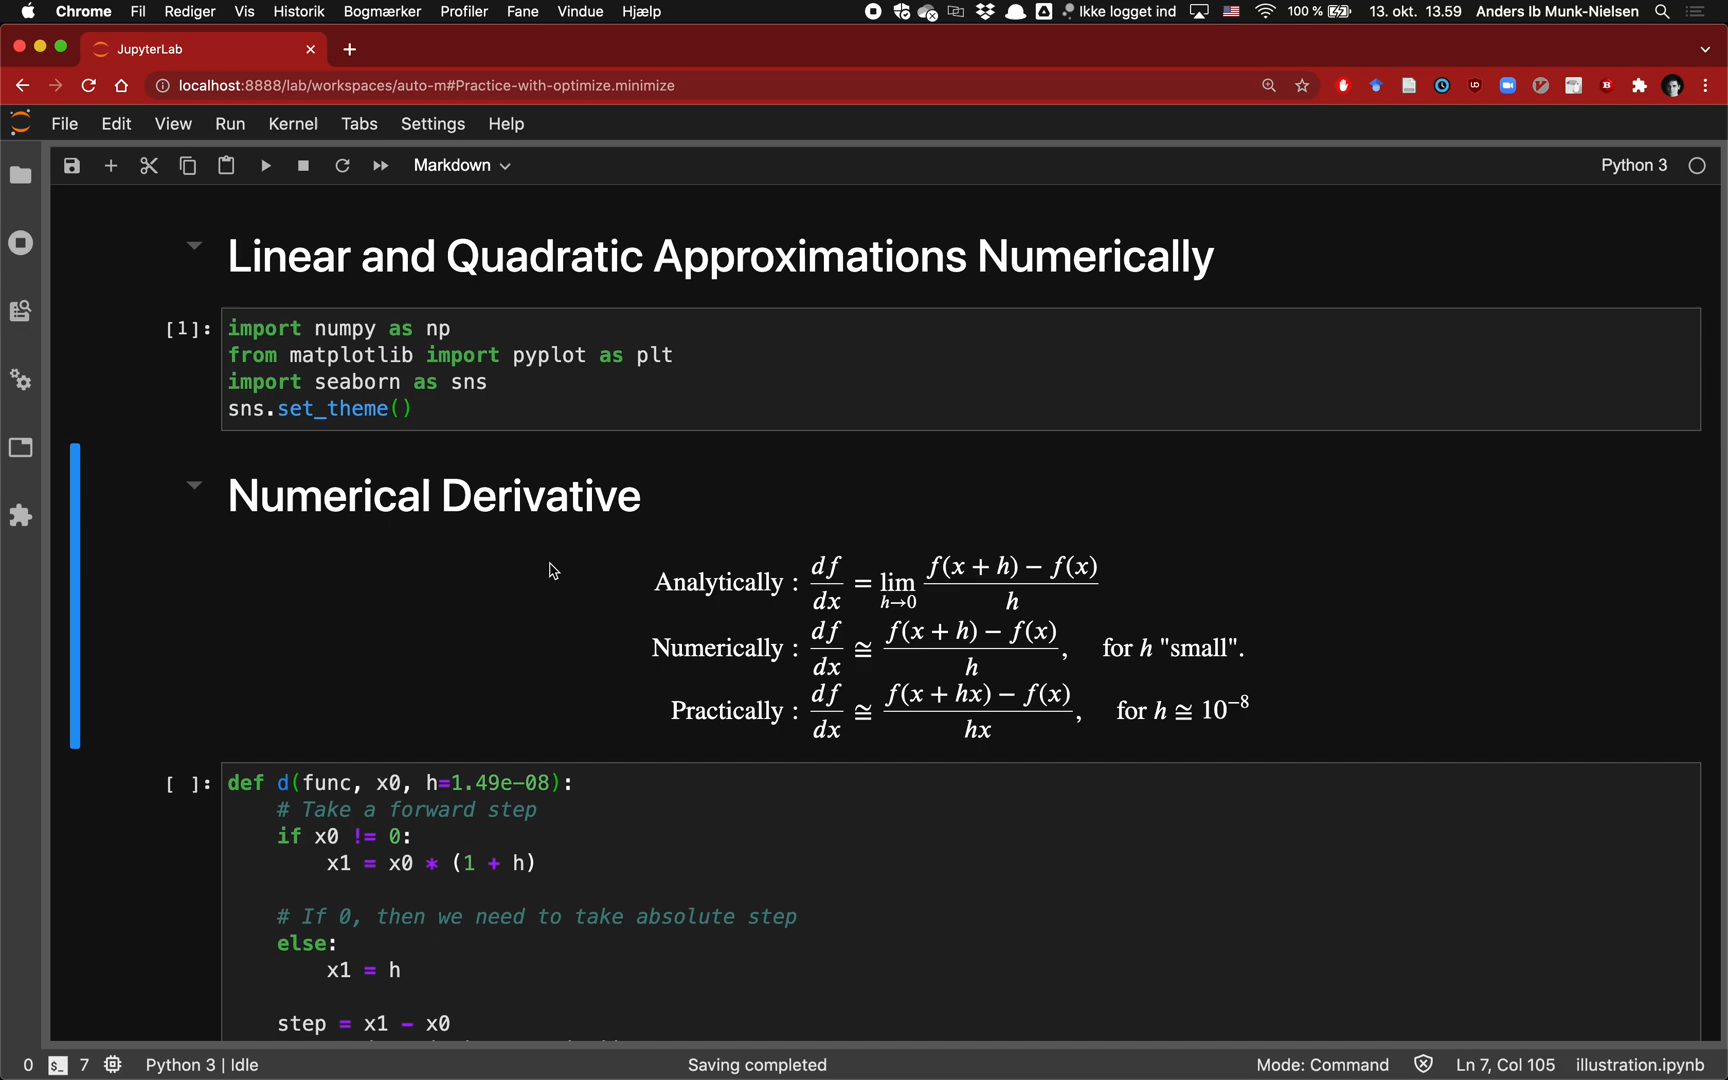 Chrome Fil Rediger Vis Historik Bogmærker Profiler Fane Vindue Hjælp Ikke logget ind 100 % 13. okt. 13.59 Anders Ib Munk-Nielsen
JupyterLab
localhost:8888/lab/workspaces/auto-m#Practice-with-optimize.minimize
File Edit View Run Kernel Tabs Settings Help
Markdown Python 3
Linear and Quadratic Approximations Numerically
[1]: import numpy as np
from matplotlib import pyplot as plt
import seaborn as sns
sns.set_theme()
Numerical Derivative
Analytically : df/dx = lim h→0 f(x + h) − f(x) / h
Numerically : df/dx ≅ f(x + h) − f(x) / h, for h "small".
Practically : df/dx ≅ f(x + hx) − f(x) / hx, for h ≅ 10⁻⁸
[ ]: def d(func, x0, h=1.49e-08):
# Take a forward step
if x0 != 0:
x1 = x0 * (1 + h)
# If 0, then we need to take absolute step
else:
x1 = h
step = x1 - x0
0 $_ 7 Python 3 | Idle Saving completed Mode: Command Ln 7, Col 105 illustration.ipynb